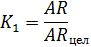 K₁ = AR / ARцел